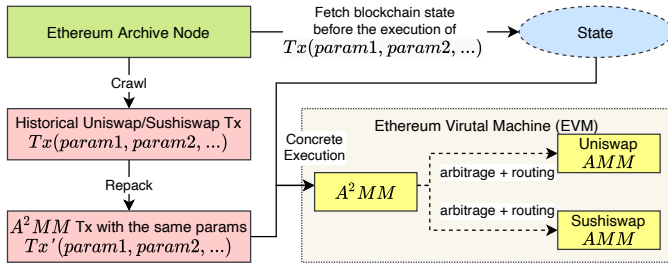 Ethereum Archive Node
Fetch blockchain state
before the execution of
Tx(param1, param2, ...)
State
Crawl
Historical Uniswap/Sushiswap Tx
Tx(param1, param2, ...)
Repack
A²MM Tx with the same params
Tx'(param1, param2, ...)
Concrete
Execution
Ethereum Virutal Machine (EVM)
A²MM
arbitrage + routing
arbitrage + routing
Uniswap
AMM
Sushiswap
AMM